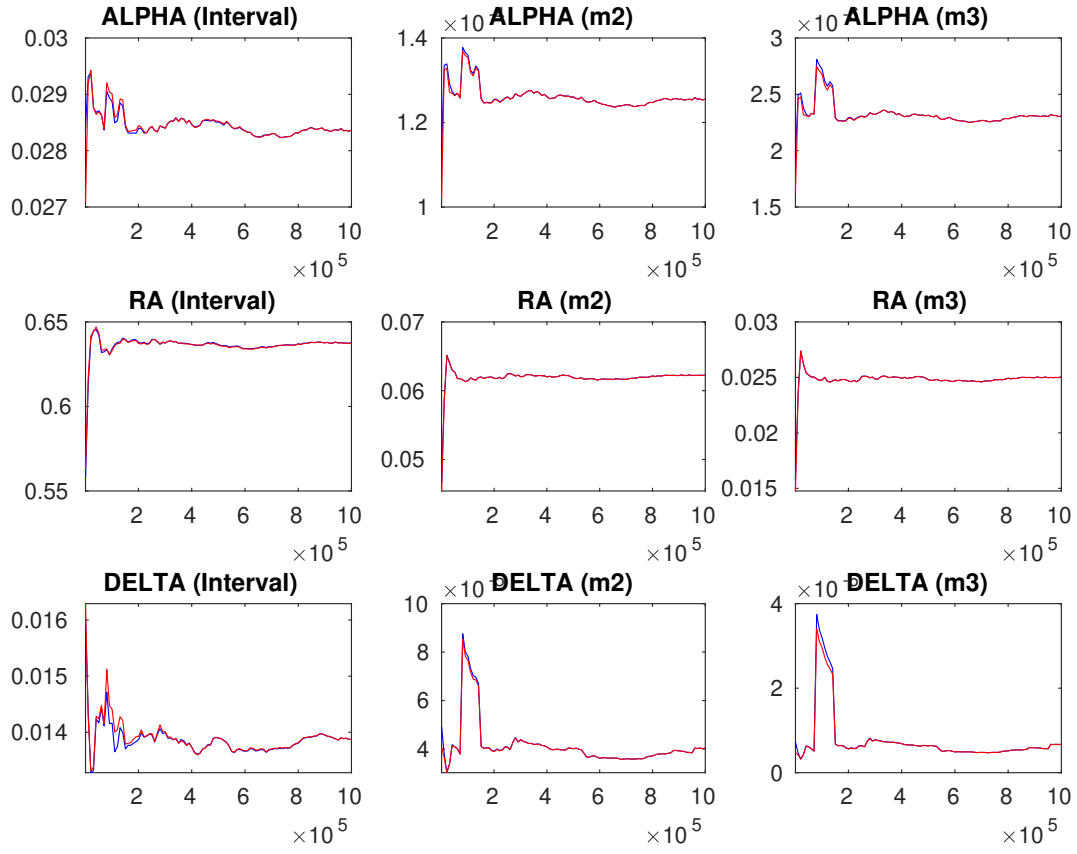 ALPHA (Interval)
0.03
0.029
0.028
0.027
2 4 6 8 10
×10 5
ALPHA (m2)
1.4
1.2
1
2 4 6 8 10
×10 5
ALPHA (m3)
3
2.5
2
1.5
2 4 6 8 10
×10 5
RA (Interval)
0.65
0.6
0.55
2 4 6 8 10
×10 5
RA (m2)
0.07
0.06
0.05
2 4 6 8 10
×10 5
RA (m3)
0.03
0.025
0.02
0.015
2 4 6 8 10
×10 5
DELTA (Interval)
0.016
0.015
0.014
2 4 6 8 10
×10 5
DELTA (m2)
10
8
6
4
2 4 6 8 10
×10 5
DELTA (m3)
4
2
0
2 4 6 8 10
×10 5